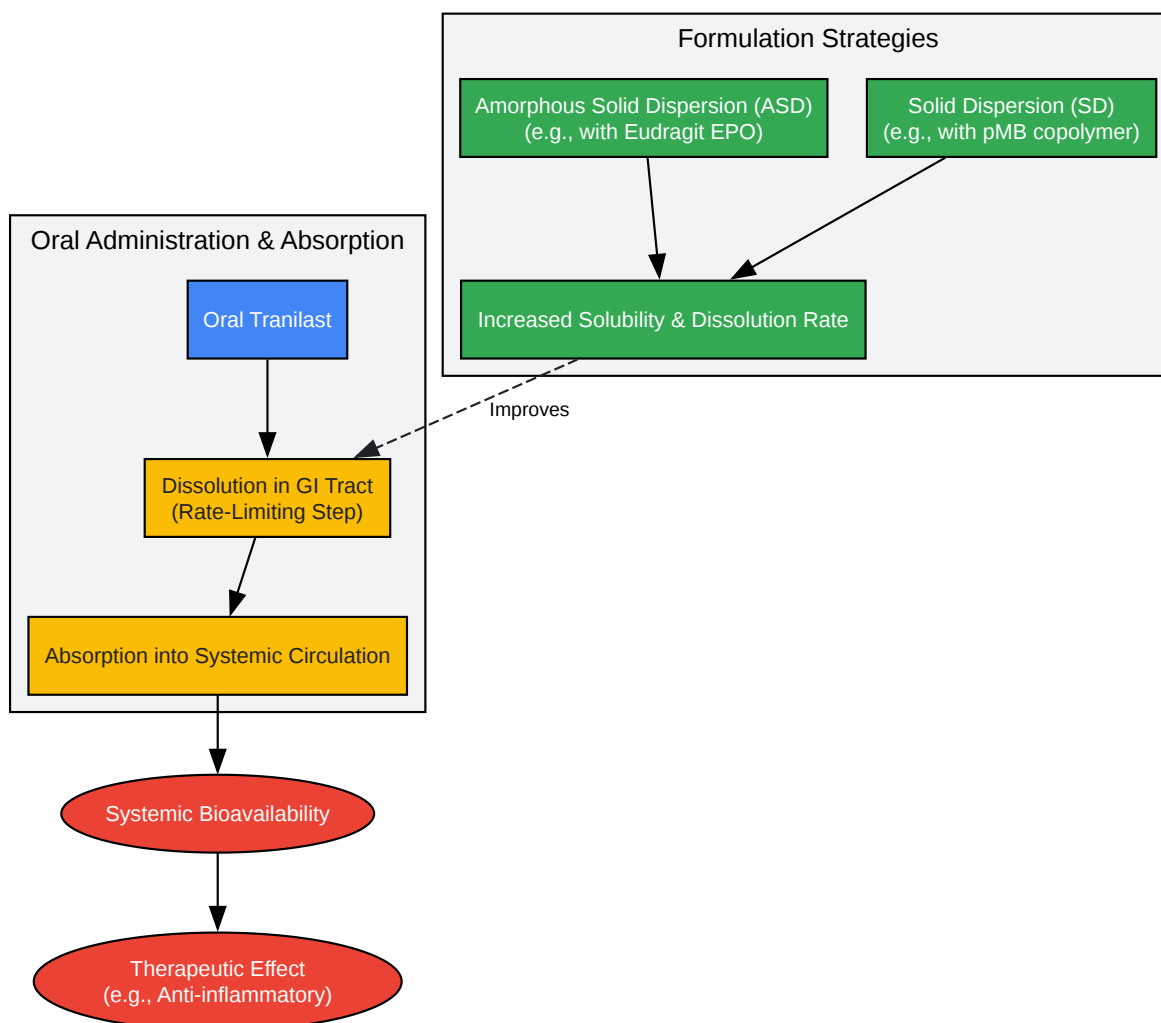 Formulation Strategies
Amorphous Solid Dispersion (ASD)
(e.g., with Eudragit EPO)
Solid Dispersion (SD)
(e.g., with pMB copolymer)
Increased Solubility & Dissolution Rate
Oral Administration & Absorption
Oral Tranilast
Improves
Dissolution in GI Tract
(Rate-Limiting Step)
Absorption into Systemic Circulation
Systemic Bioavailability
Therapeutic Effect
(e.g., Anti-inflammatory)